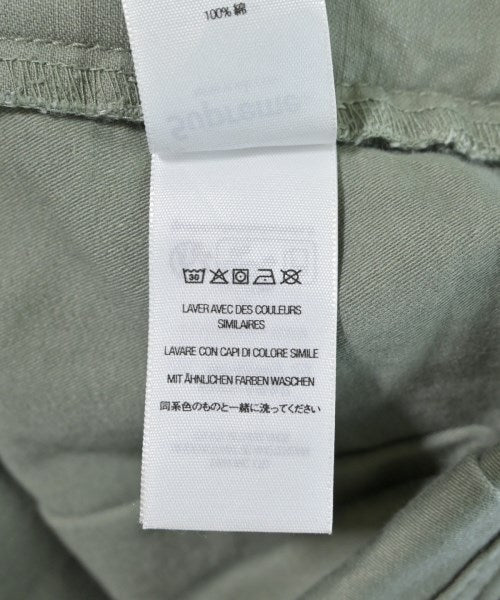 100% 綿
Supreme
30
LAVER AVEC DES COULEURS
SIMILAIRES
LAVARE CON CAPI DI COLORE SIMILE
MIT ÄHNLICHEN FARBEN WASCHEN
同系色のものと一緒に洗ってください